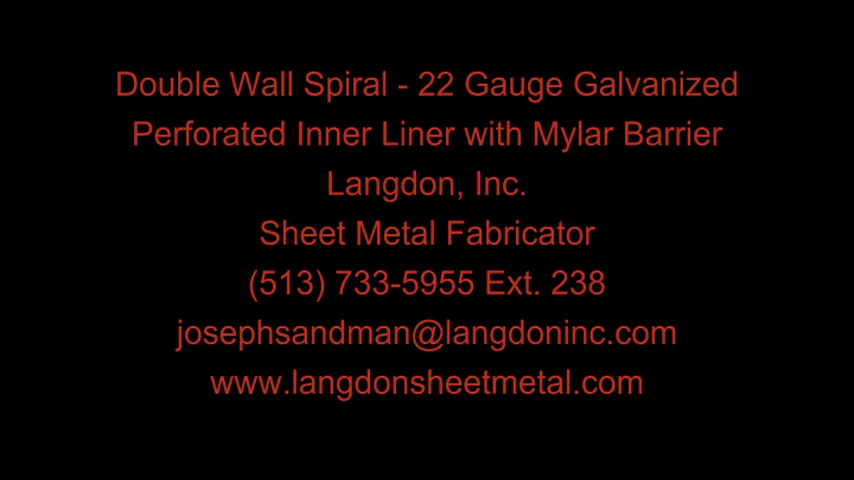 Double Wall Spiral - 22 Gauge Galvanized
Perforated Inner Liner with Mylar Barrier
Langdon, Inc.
Sheet Metal Fabricator
(513) 733-5955 Ext. 238
josephsandman@langdoninc.com
www.langdonsheetmetal.com